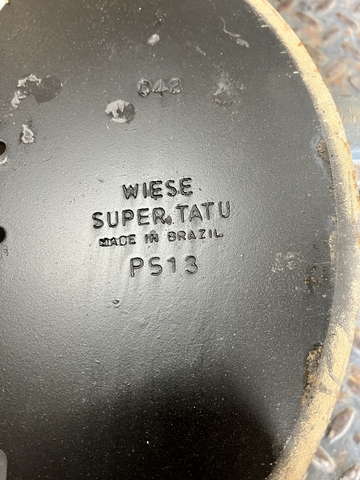 042
WIESE
SUPER TATU
MADE IN BRAZIL
PS13